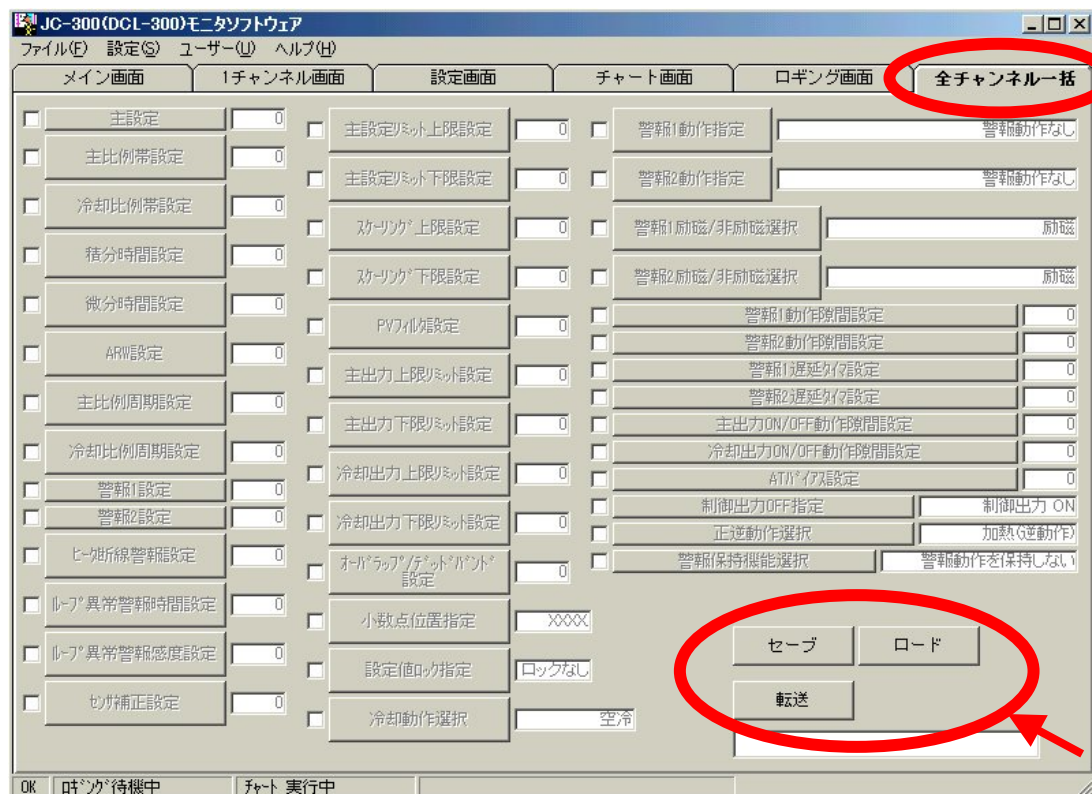 JC-300(DCL-300)モニタソフトウェア
ファイル(F) 設定(S) ユーザー(U) ヘルプ(H)
メイン画面 1チャンネル画面 設定画面 チャート画面 ロギング画面 全チャンネル一括
主設定 0
主比例帯設定 0
冷却比例帯設定 0
積分時間設定 0
微分時間設定 0
ARW設定 0
主比例周期設定 0
冷却比例周期設定 0
警報1設定 0
警報2設定 0
ﾋｰﾀ断線警報設定 0
ﾙｰﾌﾟ異常警報時間設定 0
ﾙｰﾌﾟ異常警報感度設定 0
ｾﾝｻ補正設定 0
主設定ﾘﾐｯﾄ上限設定 0
主設定ﾘﾐｯﾄ下限設定 0
ｽｹｰﾘﾝｸﾞ上限設定 0
ｽｹｰﾘﾝｸﾞ下限設定 0
PVﾌｨﾙﾀ設定 0
主出力上限ﾘﾐｯﾄ設定 0
主出力下限ﾘﾐｯﾄ設定 0
冷却出力上限ﾘﾐｯﾄ設定 0
冷却出力下限ﾘﾐｯﾄ設定 0
ｵｰﾊﾞﾗｯﾌﾟ/ﾃﾞｯﾄﾞﾊﾞﾝﾄﾞ
設定 0
小数点位置指定 XXXX
設定値ﾛｯｸ指定 ロックなし
冷却動作選択 空冷
警報1動作指定 警報動作なし
警報2動作指定 警報動作なし
警報1励磁/非励磁選択 励磁
警報2励磁/非励磁選択 励磁
警報1動作隙間設定 0
警報2動作隙間設定 0
警報1遅延ﾀｲﾏ設定 0
警報2遅延ﾀｲﾏ設定 0
主出力ON/OFF動作隙間設定 0
冷却出力ON/OFF動作隙間設定 0
ATﾊﾞｲｱｽ設定 0
制御出力OFF指定 制御出力 ON
正逆動作選択 加熱(逆動作)
警報保持機能選択 警報動作を保持しない
セーブ ロード
転送
OK ﾛｷﾞﾝｸﾞ待機中 ﾁｬｰﾄ 実行中